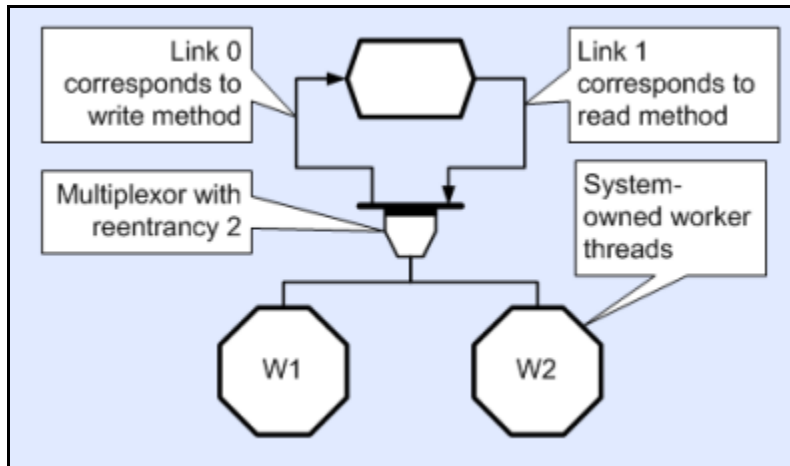 Link 0
corresponds to
write method
Link 1
corresponds to
read method
Multiplexor with
reentrancy 2
System-
owned worker
threads
W1
W2